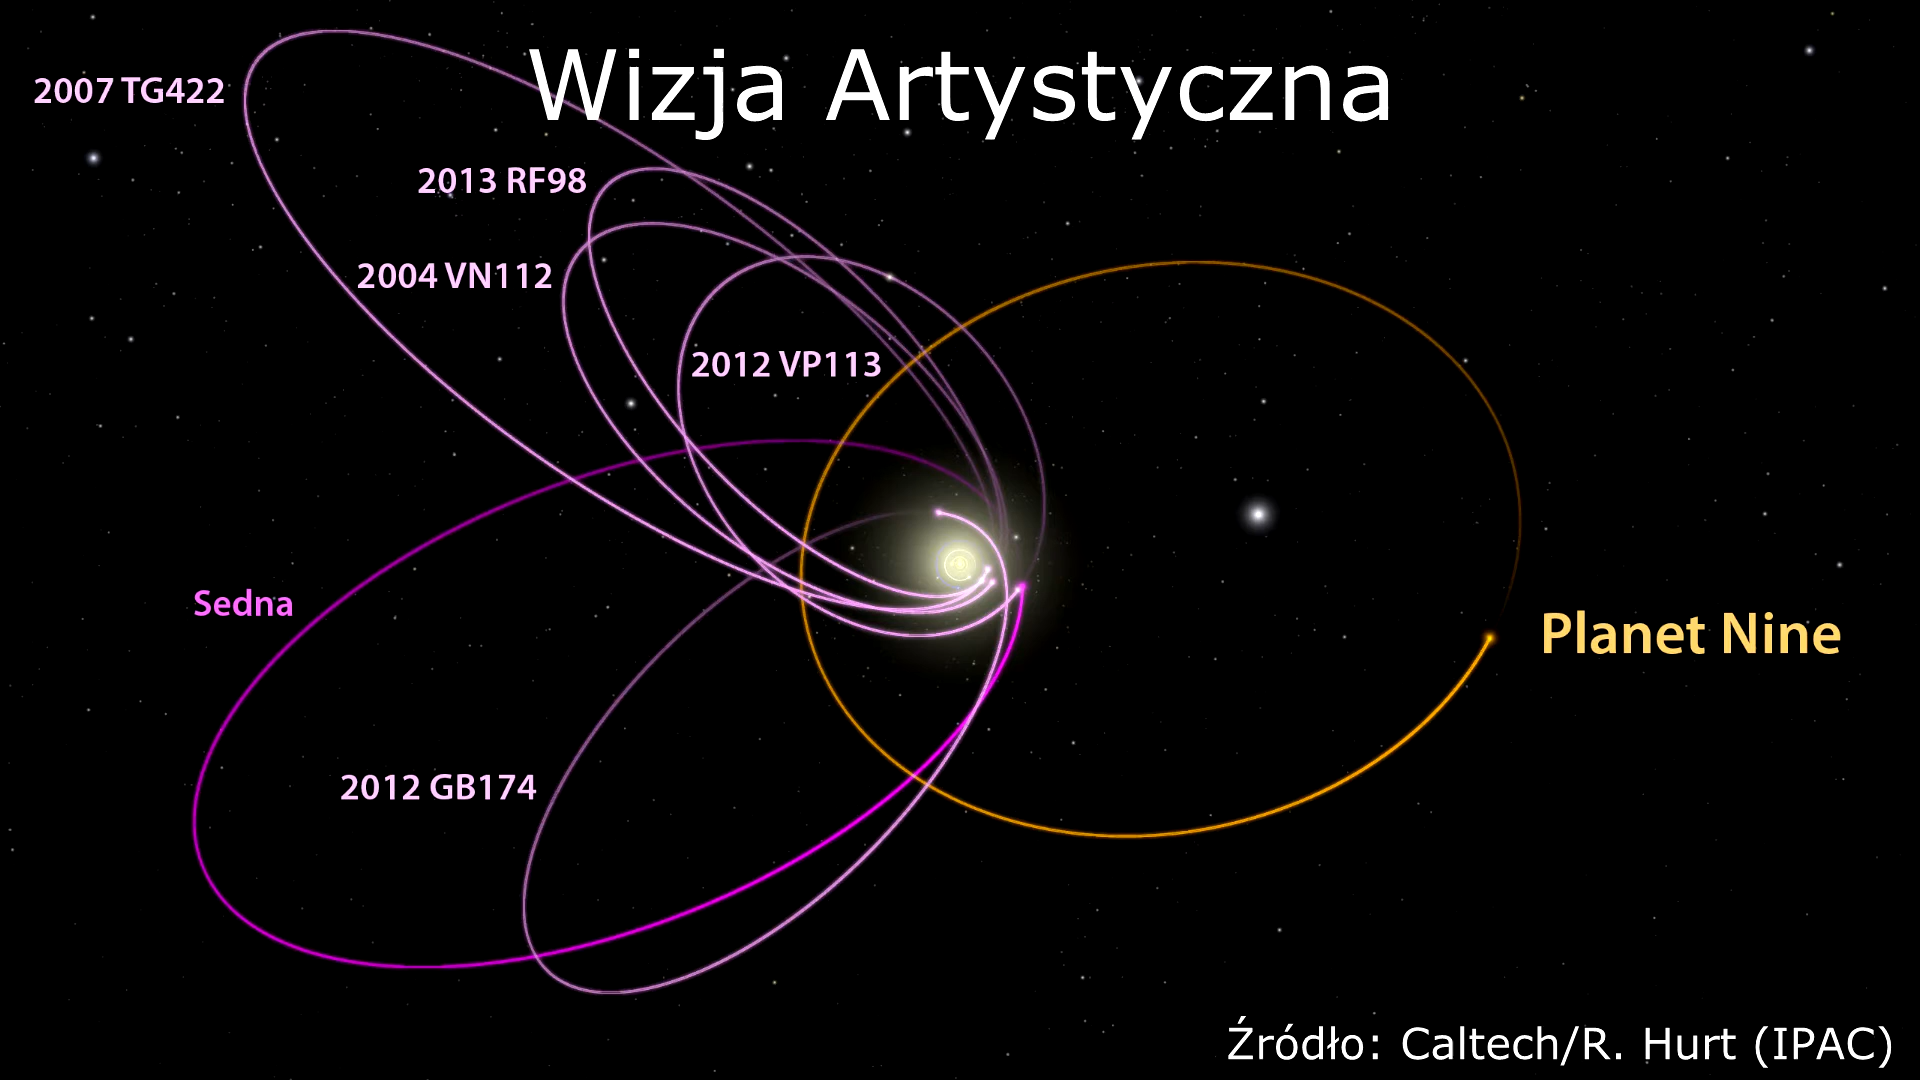 Wizja Artystyczna
2007 TG422
2013 RF98
2004 VN112
2012 VP113
Sedna
Planet Nine
2012 GB174
Źródło: Caltech/R. Hurt (IPAC)